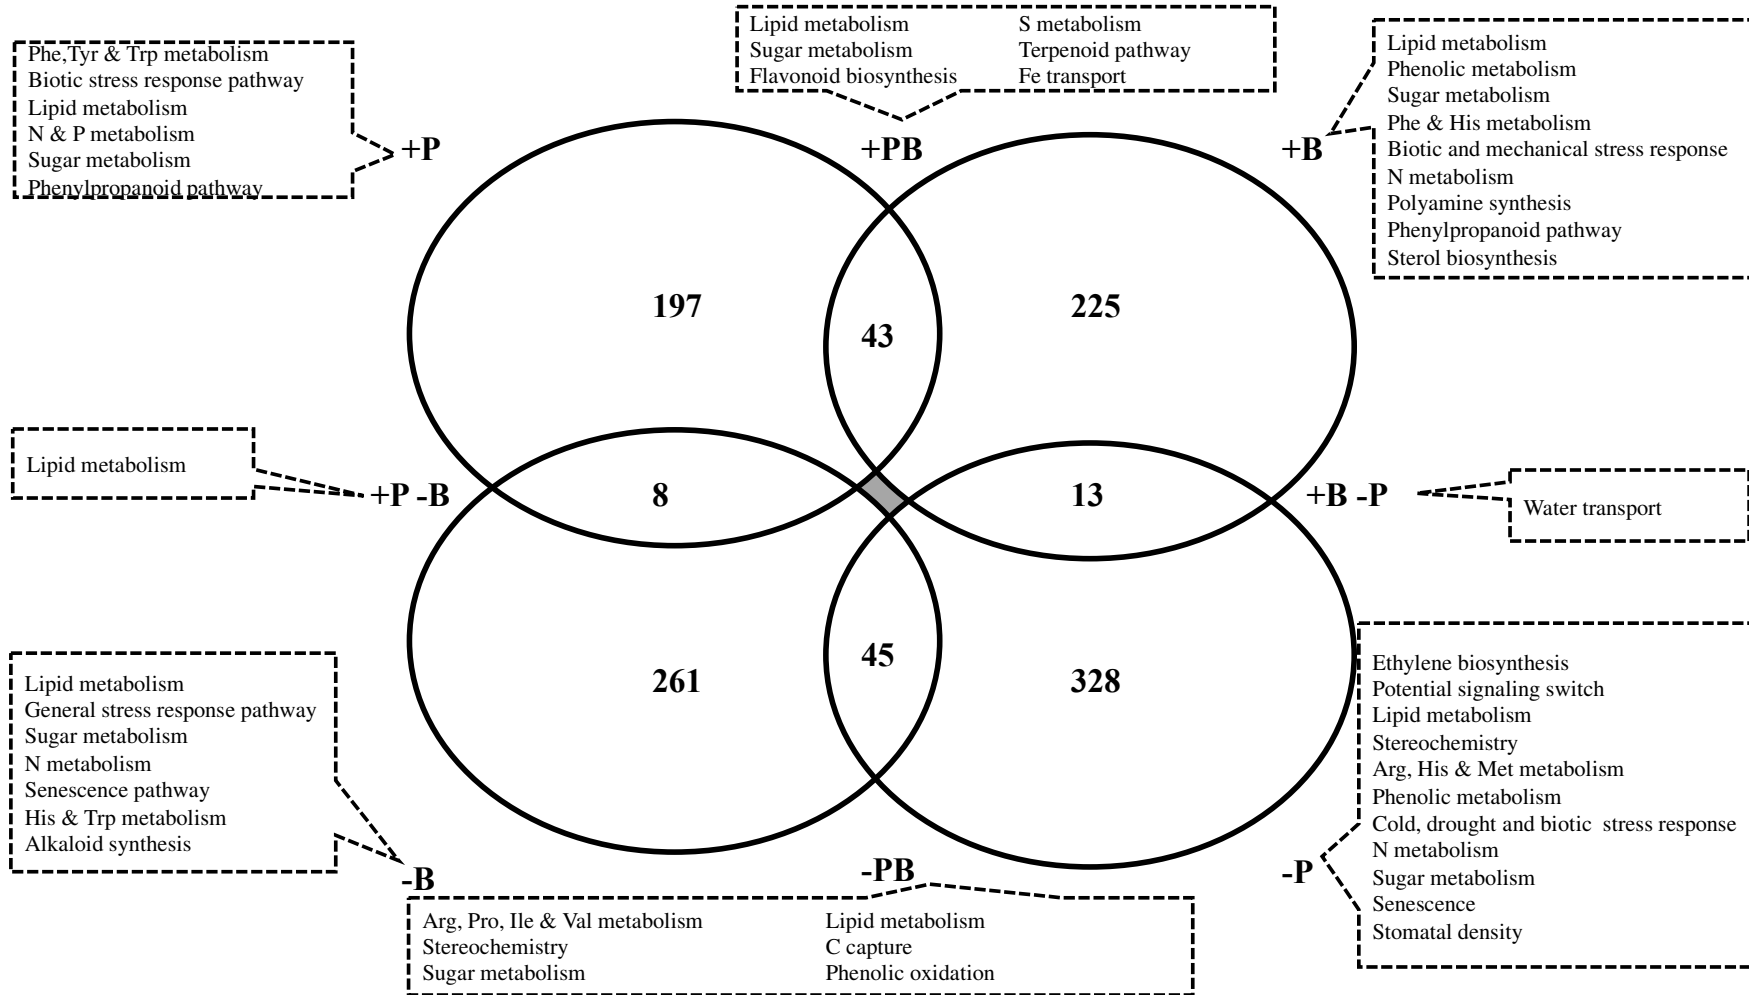 Lipid metabolism
Sugar metabolism
Flavonoid biosynthesis
S metabolism
Terpenoid pathway
Fe transport
Phe,Tyr & Trp metabolism
Biotic stress response pathway
Lipid metabolism
N & P metabolism
Sugar metabolism
Phenylpropanoid pathway
+P
+PB
+B
Lipid metabolism
Phenolic metabolism
Sugar metabolism
Phe & His metabolism
Biotic and mechanical stress response
N metabolism
Polyamine synthesis
Phenylpropanoid pathway
Sterol biosynthesis
197
43
225
Lipid metabolism
+P -B
8
13
+B -P
Water transport
261
45
328
Lipid metabolism
General stress response pathway
Sugar metabolism
N metabolism
Senescence pathway
His & Trp metabolism
Alkaloid synthesis
-B
-PB
-P
Ethylene biosynthesis
Potential signaling switch
Lipid metabolism
Stereochemistry
Arg, His & Met metabolism
Phenolic metabolism
Cold, drought and biotic  stress response
N metabolism
Sugar metabolism
Senescence
Stomatal density
Arg, Pro, Ile & Val metabolism
Stereochemistry
Sugar metabolism
Lipid metabolism
C capture
Phenolic oxidation